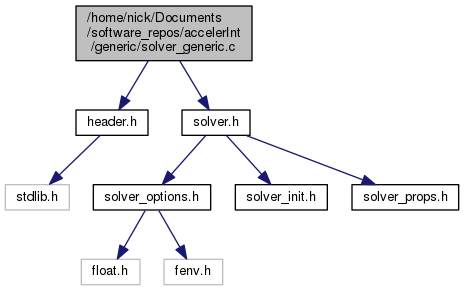 /home/nick/Documents
/software_repos/accelerInt
/generic/solver_generic.c
header.h
solver.h
stdlib.h
solver_options.h
solver_init.h
solver_props.h
float.h
fenv.h